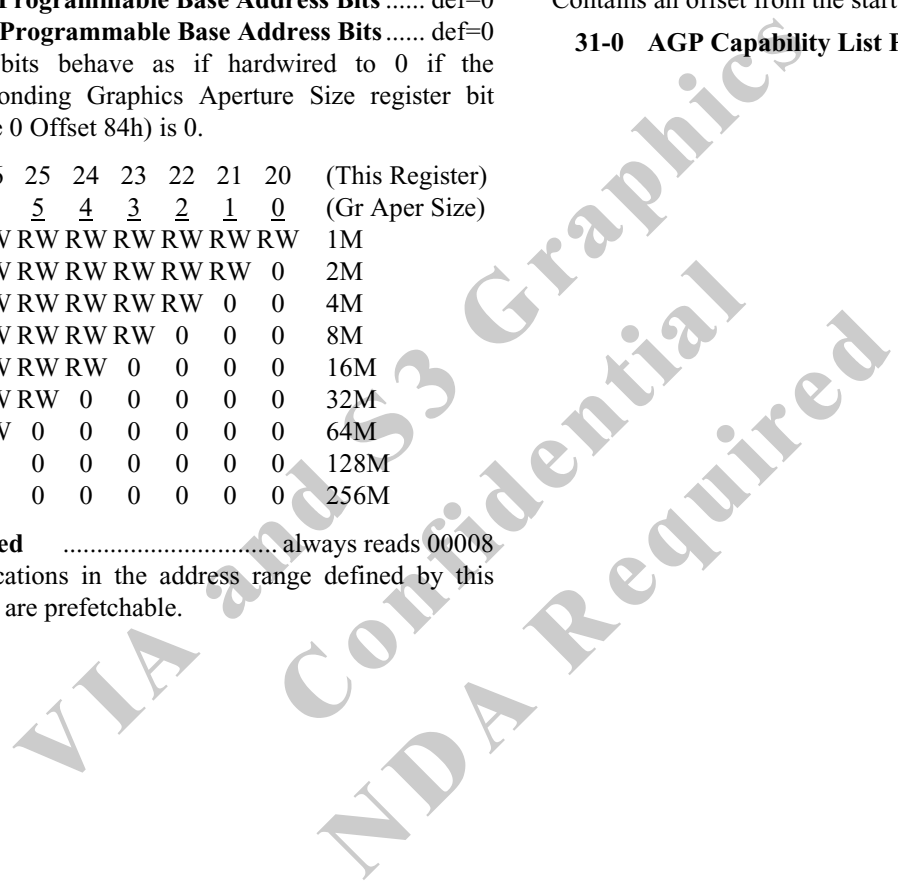 Programmable Base Address Bits ...... def=0
Programmable Base Address Bits ...... def=0
bits behave as if hardwired to 0 if the
onding Graphics Aperture Size register bit
0 Offset 84h) is 0.
25 24 23 22 21 20 (This Register)
5 4 3 2 1 0 (Gr Aper Size)
RW RW RW RW RW RW 1M
RW RW RW RW RW 0 2M
RW RW RW RW 0 0 4M
RW RW RW 0 0 0 8M
RW RW 0 0 0 0 16M
RW 0 0 0 0 0 32M
0 0 0 0 0 0 64M
0 0 0 0 0 0 128M
0 0 0 0 0 0 256M
ed ................................. always reads 00008
cations in the address range defined by this
are prefetchable.
Contains an offset from the start
31-0 AGP Capability List P
VIA and S3 Graphics
Confidential
NDA Required